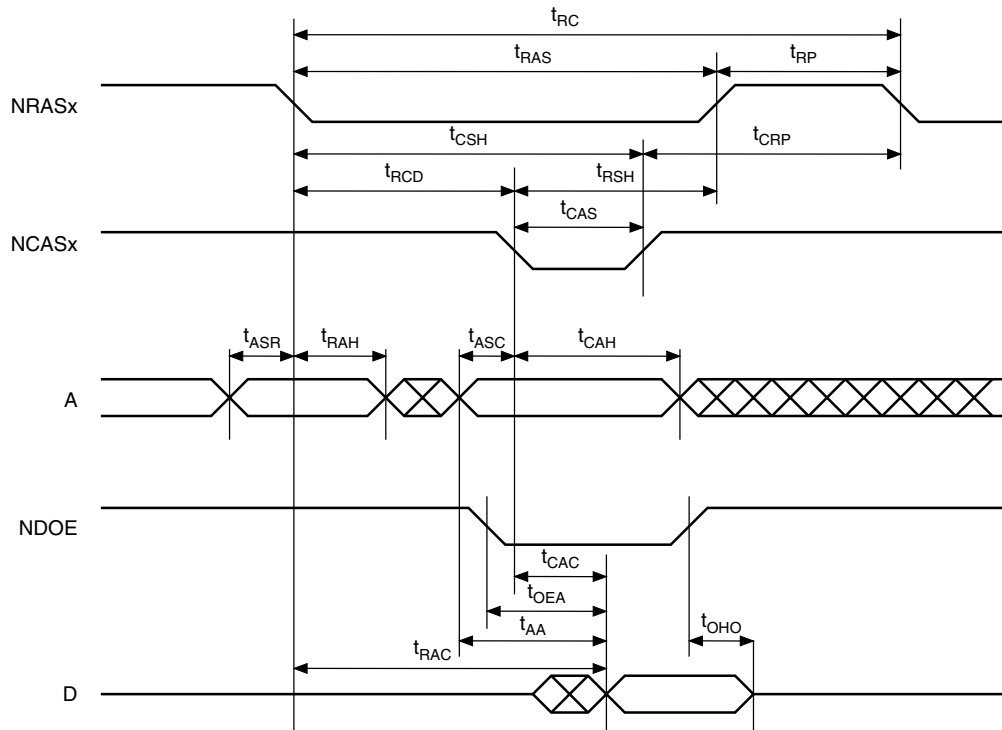 tRC
tRAS tRP
NRASx
tCSH tCRP
tRCD tRSH
tCAS
NCASx
tASR tRAH tASC tCAH
A
NDOE
tCAC
tOEA
tAA tOHO
tRAC
D